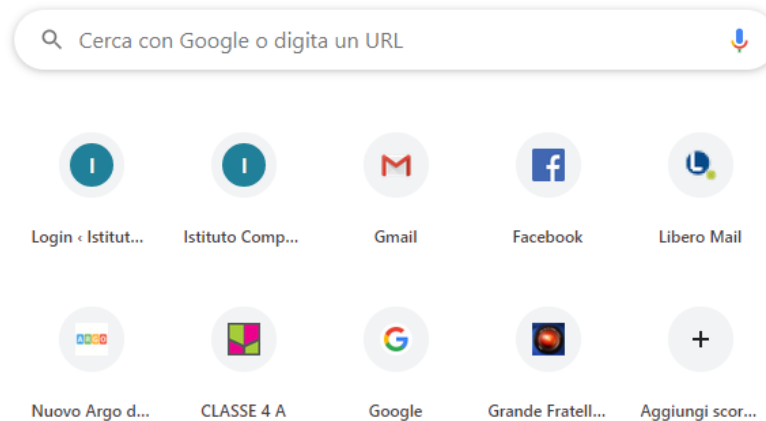 Cerca con Google o digita un URL
I
I
Login ‹ Istitut...
Istituto Comp...
Gmail
Facebook
Libero Mail
ARGO
Nuovo Argo d...
CLASSE 4 A
Google
Grande Fratell...
Aggiungi scor...